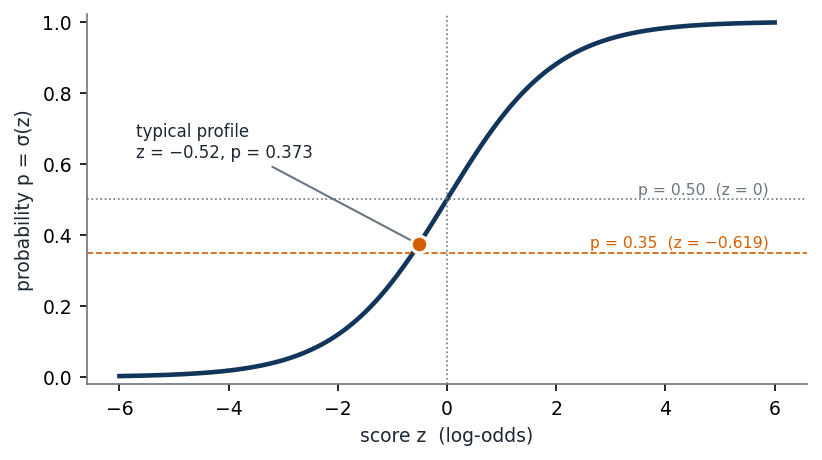 1.0
0.8
0.6
0.4
0.2
0.0
probability p = σ(z)
typical profile
z = −0.52, p = 0.373
p = 0.50  (z = 0)
p = 0.35  (z = −0.619)
−6
−4
−2
0
2
4
6
score z  (log-odds)